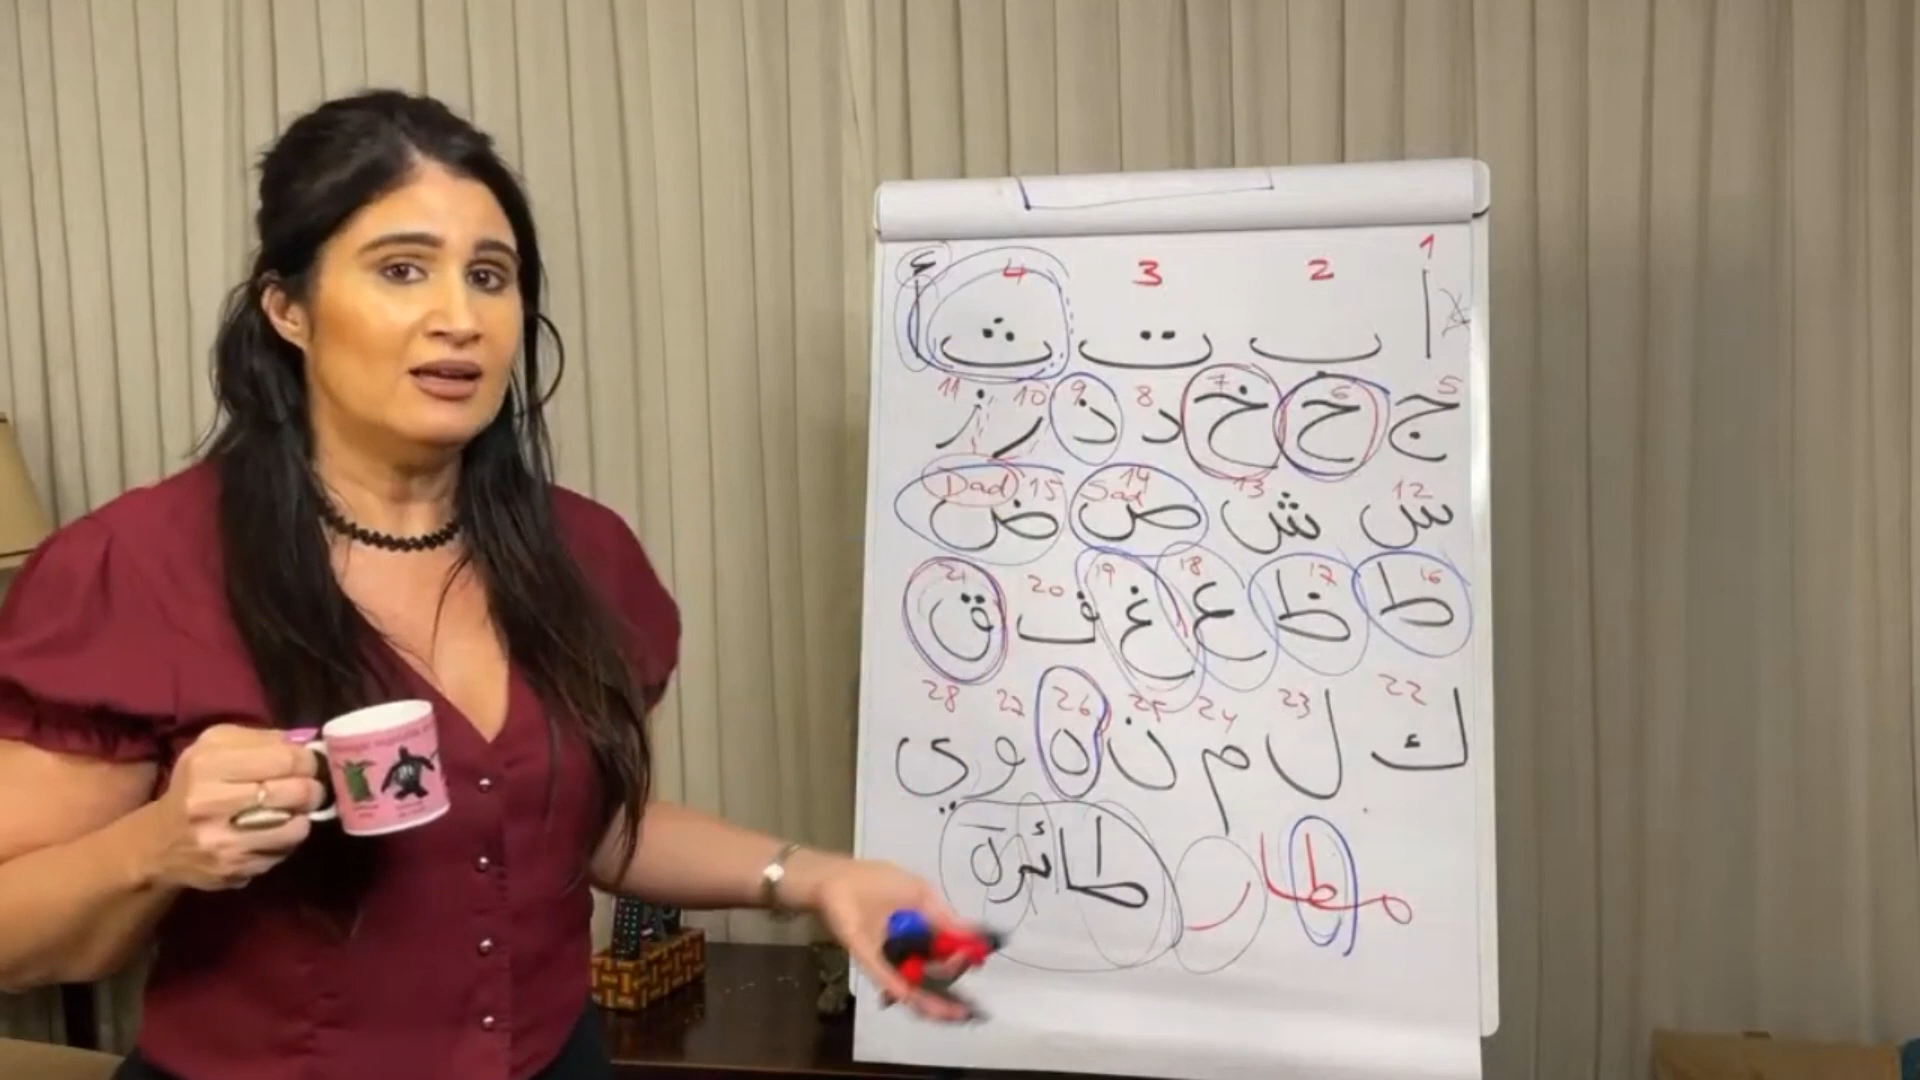 1 2 3 4
ا ب ت ث أ
5 6 7 8 9 10 11
ج ح خ د ذ ر ز
12 13 14 Sad 15 Dad
س ش ص ض
16 17 18 19 20 21
ط ظ ع غ ف ق
22 23 24 25 26 27 28
ك ل م ن ه و ي
مطار طائرة